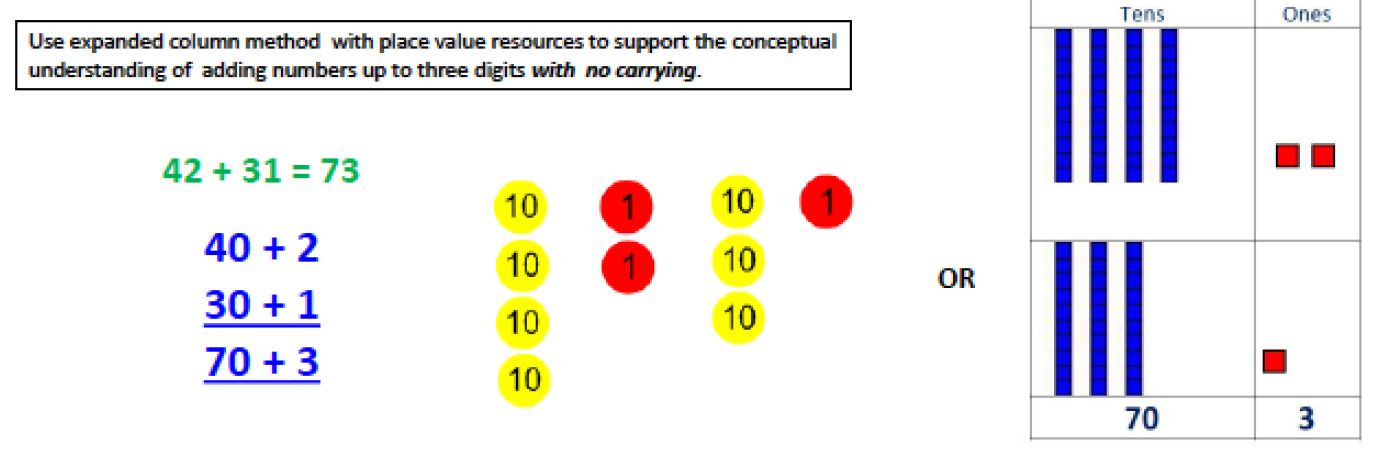 Use expanded column method with place value resources to support the conceptual
understanding of adding numbers up to three digits with no carrying.
42 + 31 = 73
40 + 2
30 + 1
70 + 3
10 1 10 1
10 1 10
10 10
10
OR
Tens Ones
70 3